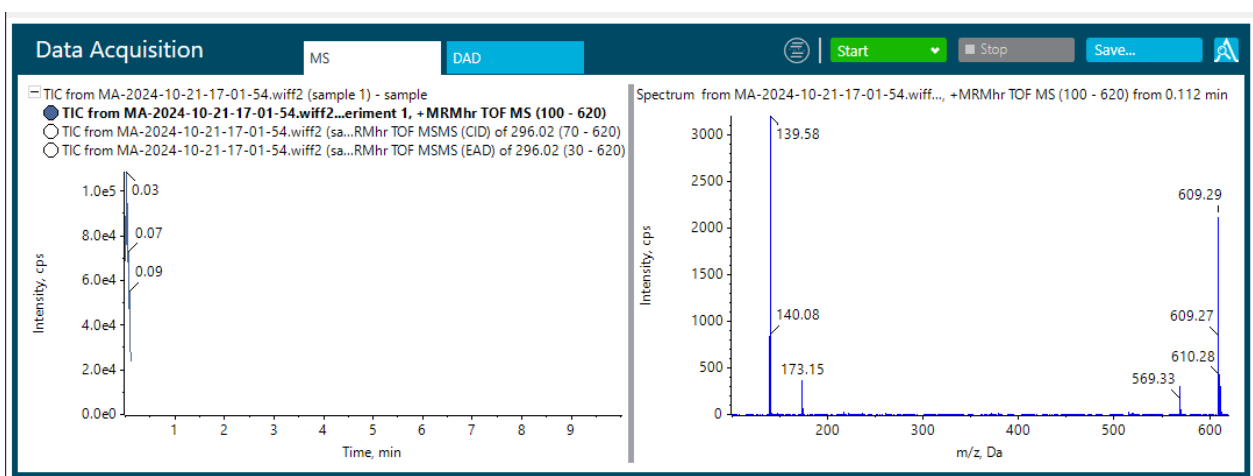 Data Acquisition
MS
DAD
Start
Stop
Save...
TIC from MA-2024-10-21-17-01-54.wiff2 (sample 1) - sample
TIC from MA-2024-10-21-17-01-54.wiff2...eriment 1, +MRMhr TOF MS (100 - 620)
TIC from MA-2024-10-21-17-01-54.wiff2 (sa...RMhr TOF MSMS (CID) of 296.02 (70 - 620)
TIC from MA-2024-10-21-17-01-54.wiff2 (sa...RMhr TOF MSMS (EAD) of 296.02 (30 - 620)
1.0e5
8.0e4
6.0e4
4.0e4
2.0e4
0.0e0
0.03
0.07
0.09
Intensity, cps
1 2 3 4 5 6 7 8 9
Time, min
Spectrum from MA-2024-10-21-17-01-54.wiff..., +MRMhr TOF MS (100 - 620) from 0.112 min
3000
2500
2000
1500
1000
500
0
139.58
140.08
173.15
609.29
609.27
610.28
569.33
Intensity, cps
200 300 400 500 600
m/z, Da